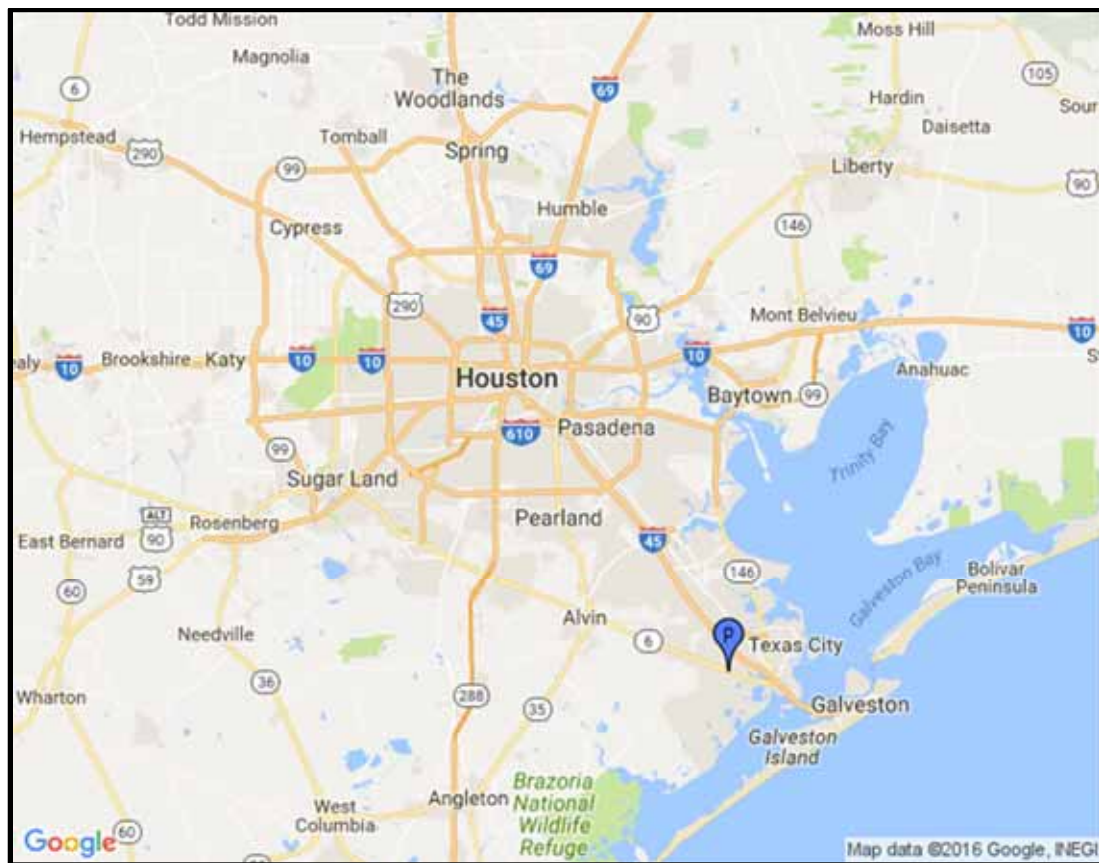 Todd Mission
Moss Hill
Magnolia
The
Woodlands
69
105
6
Hardin
Sour
Daisetta
Hempstead
290
Tomball
Spring
99
Liberty
90
Humble
Cypress
146
69
290
45
90
Mont Belvieu
10
ealy
10
Brookshire
Katy
10
10
10
S
Anahuac
Houston
Baytown
99
610
Pasadena
Trinity Bay
99
Sugar Land
ALT
90
Rosenberg
Pearland
East Bernard
45
59
146
Galveston Bay
Bolivar
Peninsula
60
Needville
Alvin
6
P
Texas City
Wharton
36
288
35
Galveston
Galveston
Island
Brazoria
National
Wildlife
Refuge
Angleton
West
Columbia
60
Google
Map data ©2016 Google, INEGI